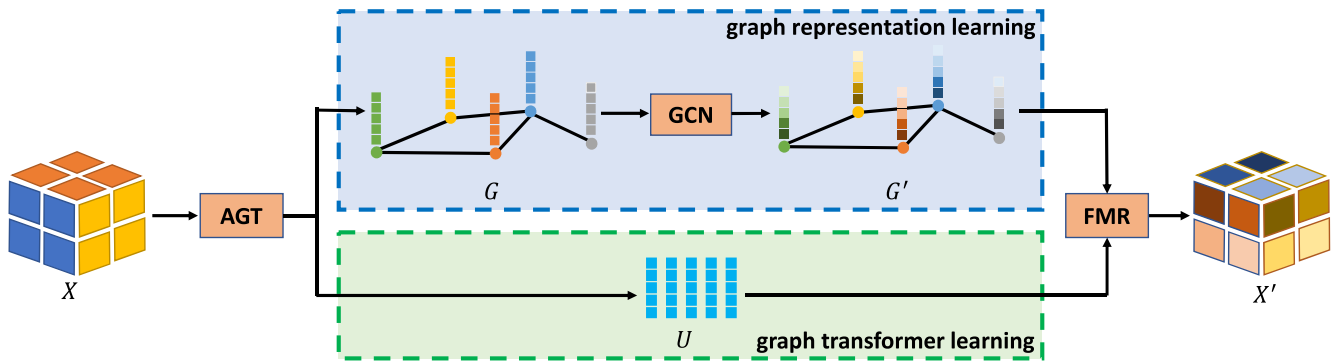 graph representation learning
GCN
G
G′
AGT
FMR
X
X′
U
graph transformer learning